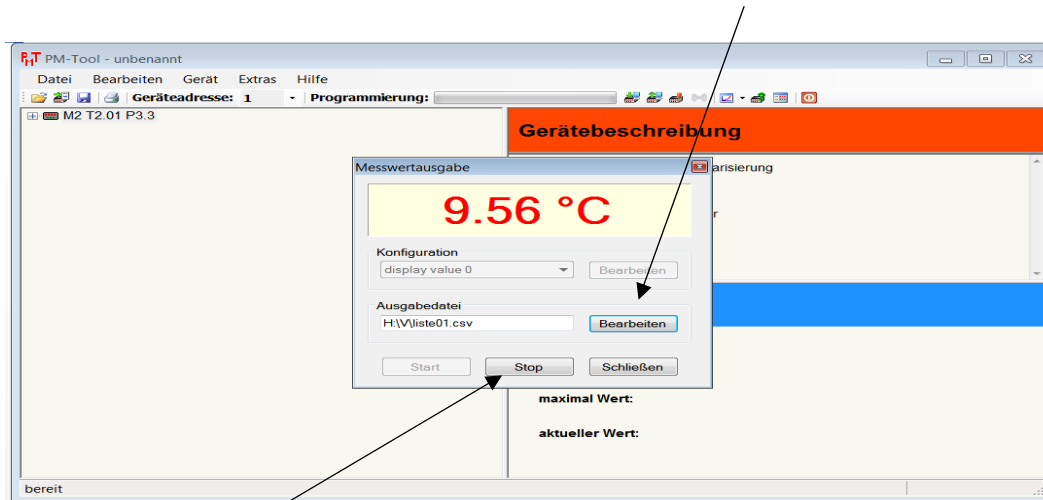 PMT PM-Tool - unbenannt
Datei Bearbeiten Gerät Extras Hilfe
Geräteadresse: 1 Programmierung:
M2 T2.01 P3.3
Gerätebeschreibung
arisierung
r
Messwertausgabe
9.56 °C
Konfiguration
display value 0 Bearbeiten
Ausgabedatei
H:\V\liste01.csv Bearbeiten
Start Stop Schließen
maximal Wert:
aktueller Wert:
bereit